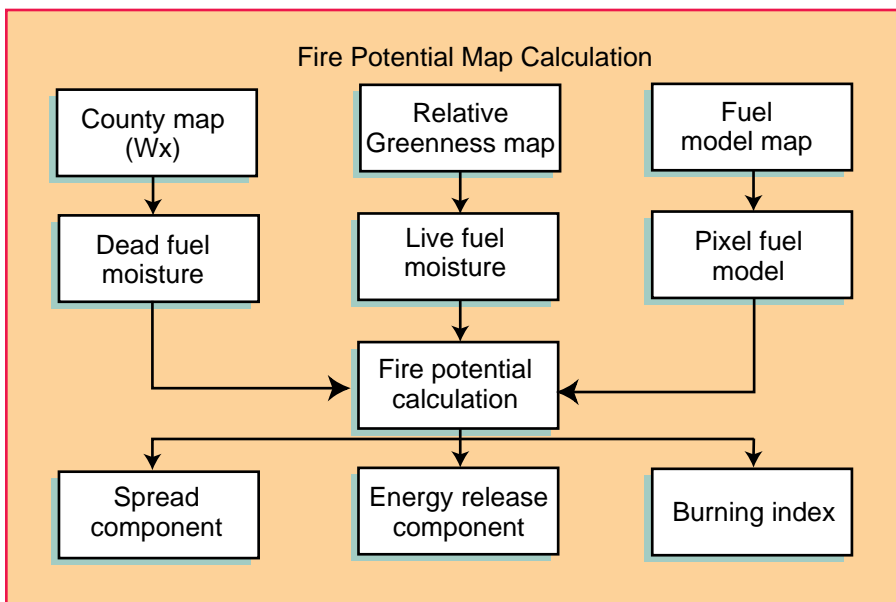 Fire Potential Map Calculation
County map
(Wx)
Relative
Greenness map
Fuel
model map
Dead fuel
moisture
Live fuel
moisture
Pixel fuel
model
Fire potential
calculation
Spread
component
Energy release
component
Burning index